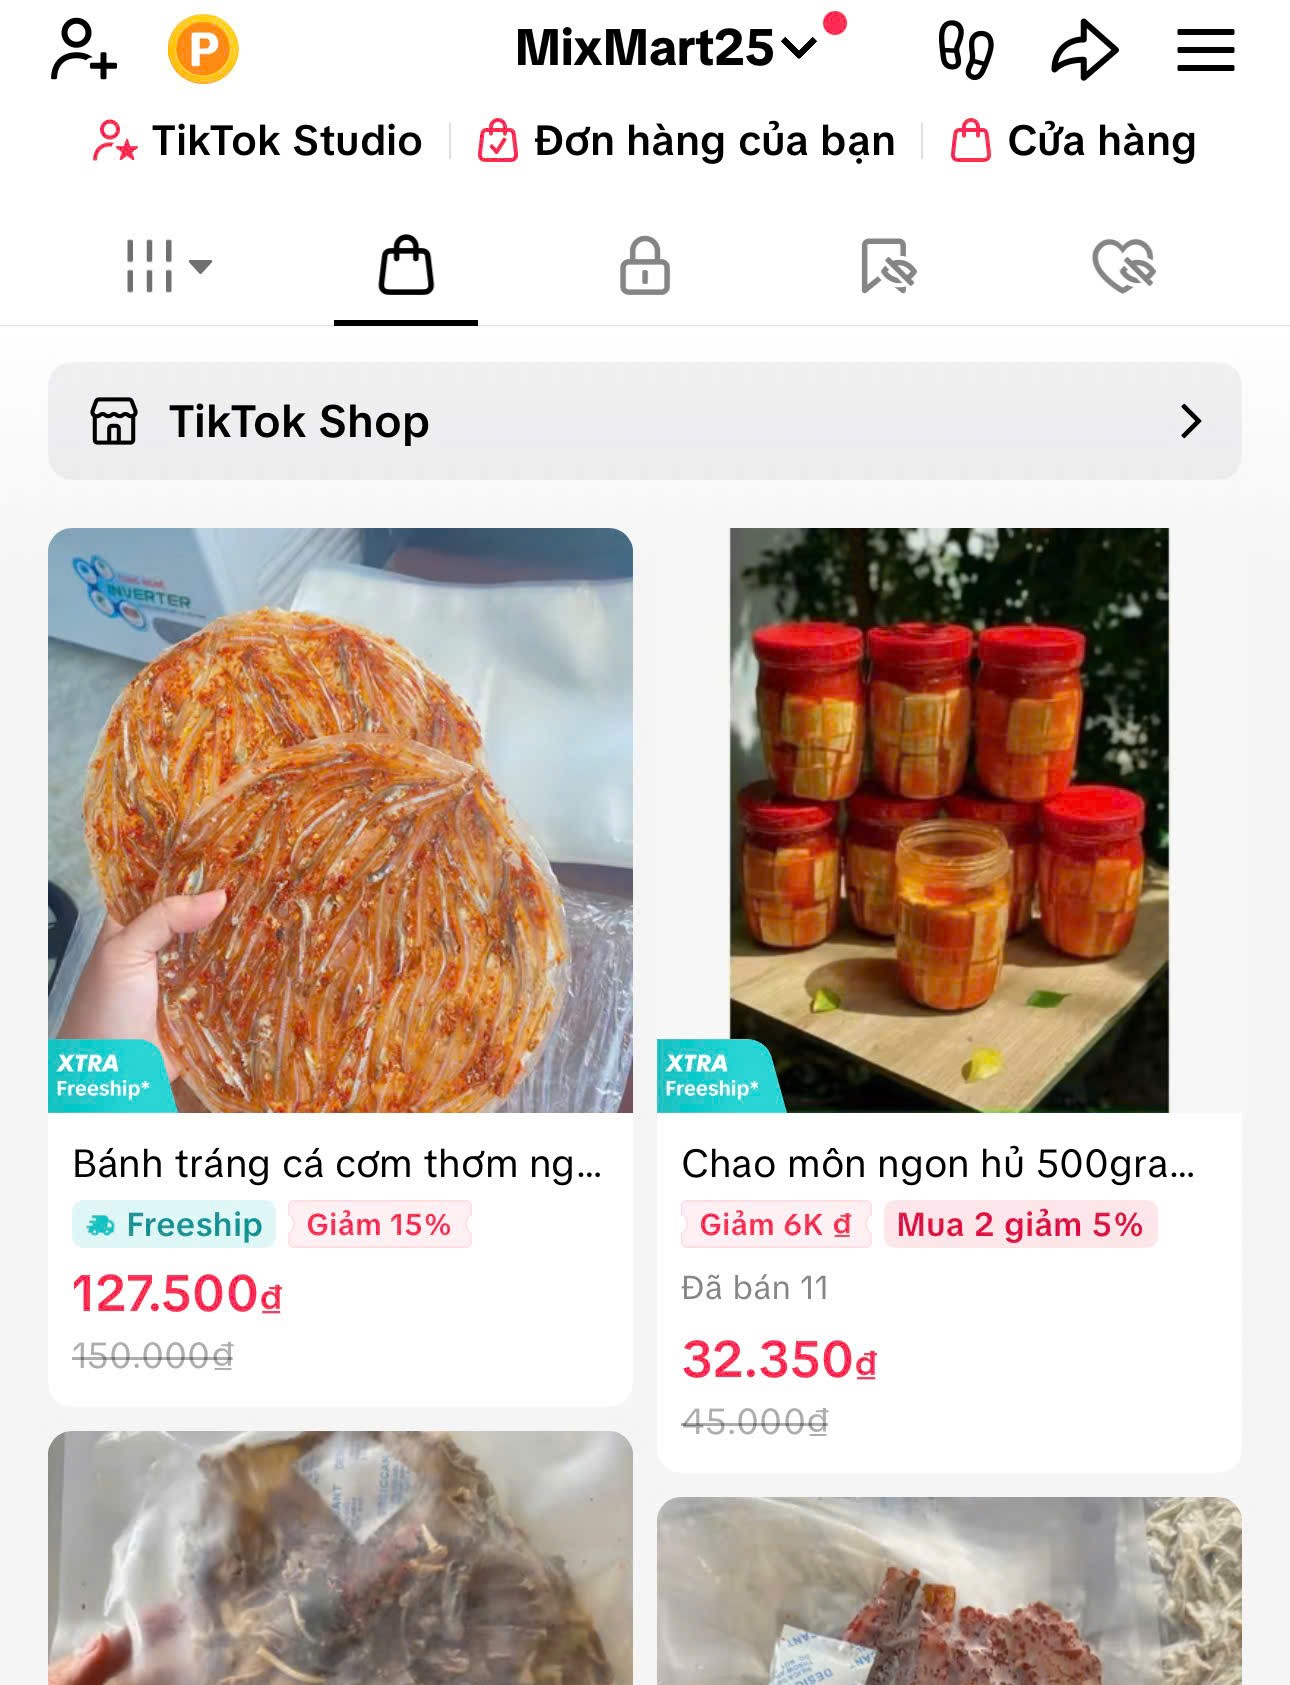 P
MixMart25
TikTok Studio
Đơn hàng của bạn
Cửa hàng
TikTok Shop
INVERTER
XTRA
Freeship*
XTRA
Freeship*
Bánh tráng cá cơm thơm ng...
Freeship
Giảm 15%
127.500đ
150.000đ
Chao môn ngon hủ 500gra...
Giảm 6K đ
Mua 2 giảm 5%
Đã bán 11
32.350đ
45.000đ